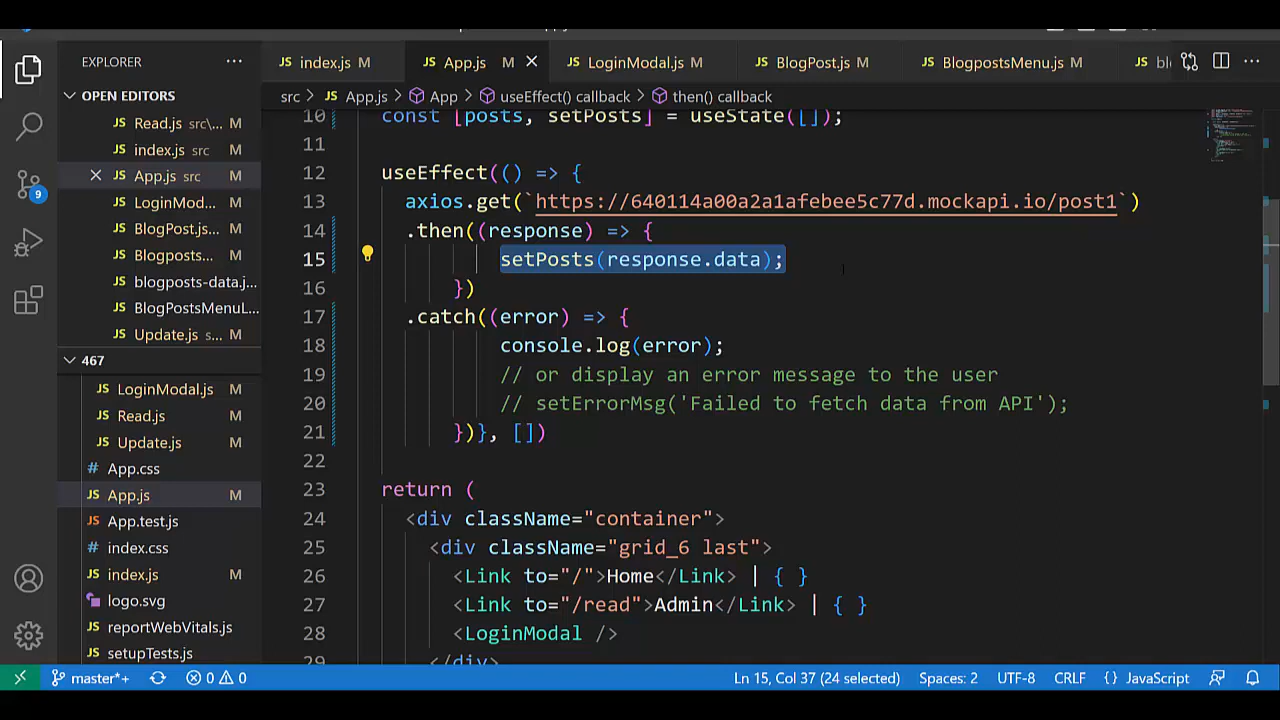 EXPLORER
index.js M
App.js M
LoginModal.js M
BlogPost.js M
BlogpostsMenu.js M
OPEN EDITORS
src > App.js > App > useEffect() callback > then() callback
Read.js src\... M
index.js src M
App.js src M
LoginMod... M
BlogPost.js... M
Blogposts... M
blogposts-data.j...
BlogPostsMenuL...
Update.js s... M
467
LoginModal.js M
Read.js M
Update.js M
App.css
App.js M
App.test.js
index.css
index.js M
logo.svg
reportWebVitals.js
setupTests.js
9
10 const [posts, setPosts] = useState([]);
11
12 useEffect(() => {
13 axios.get(`https://640114a00a2a1afebee5c77d.mockapi.io/post1`)
14 .then((response) => {
15 setPosts(response.data);
16 })
17 .catch((error) => {
18 console.log(error);
19 // or display an error message to the user
20 // setErrorMsg('Failed to fetch data from API');
21 })}, [])
22
23 return (
24 <div className="container">
25 <div className="grid_6 last">
26 <Link to="/">Home</Link> | { }
27 <Link to="/read">Admin</Link> | { }
28 <LoginModal />
29 </div>
master*+ 0 0 Ln 15, Col 37 (24 selected) Spaces: 2 UTF-8 CRLF {} JavaScript